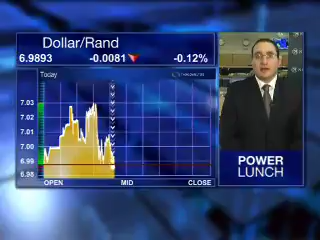 Dollar/Rand
6.9893 -0.0081 -0.12%
Today
7.03
7.02
7.01
7.00
6.99
6.98
OPEN MID CLOSE
POWER
LUNCH